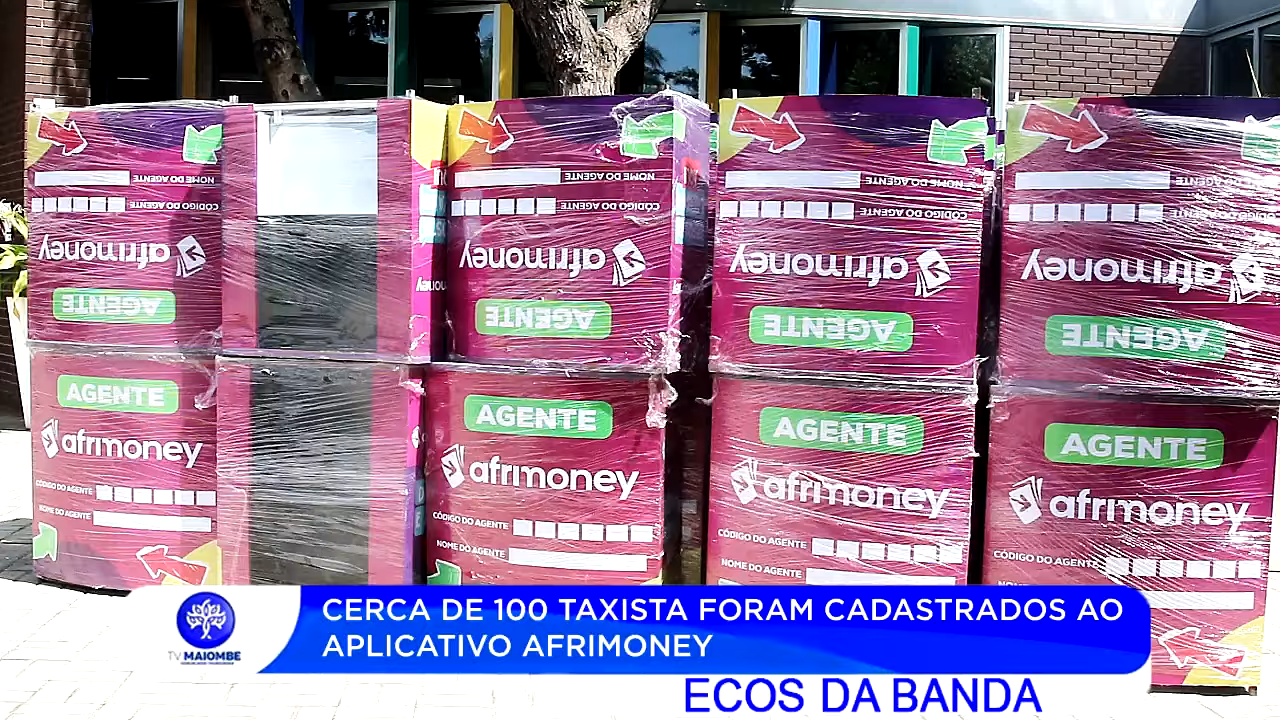 NOME DO AGENTE
CÓDIGO DO AGENTE
afrimoney
AGENTE
NOME DO AGENTE
CÓDIGO DO AGENTE
afrimoney
AGENTE
NOME DO AGENTE
CÓDIGO DO AGENTE
afrimoney
AGENTE
CÓDIGO DO AGENTE
afrimoney
AGENTE
AGENTE
afrimoney
CÓDIGO DO AGENTE
NOME DO AGENTE
AGENTE
afrimoney
CÓDIGO DO AGENTE
NOME DO AGENTE
AGENTE
afrimoney
CÓDIGO DO AGENTE
NOME DO AGENTE
AGENTE
afrimoney
CÓDIGO DO AGENTE
CERCA DE 100 TAXISTA FORAM CADASTRADOS AO
APLICATIVO AFRIMONEY
TV MAIOMBE
ECOS DA BANDA